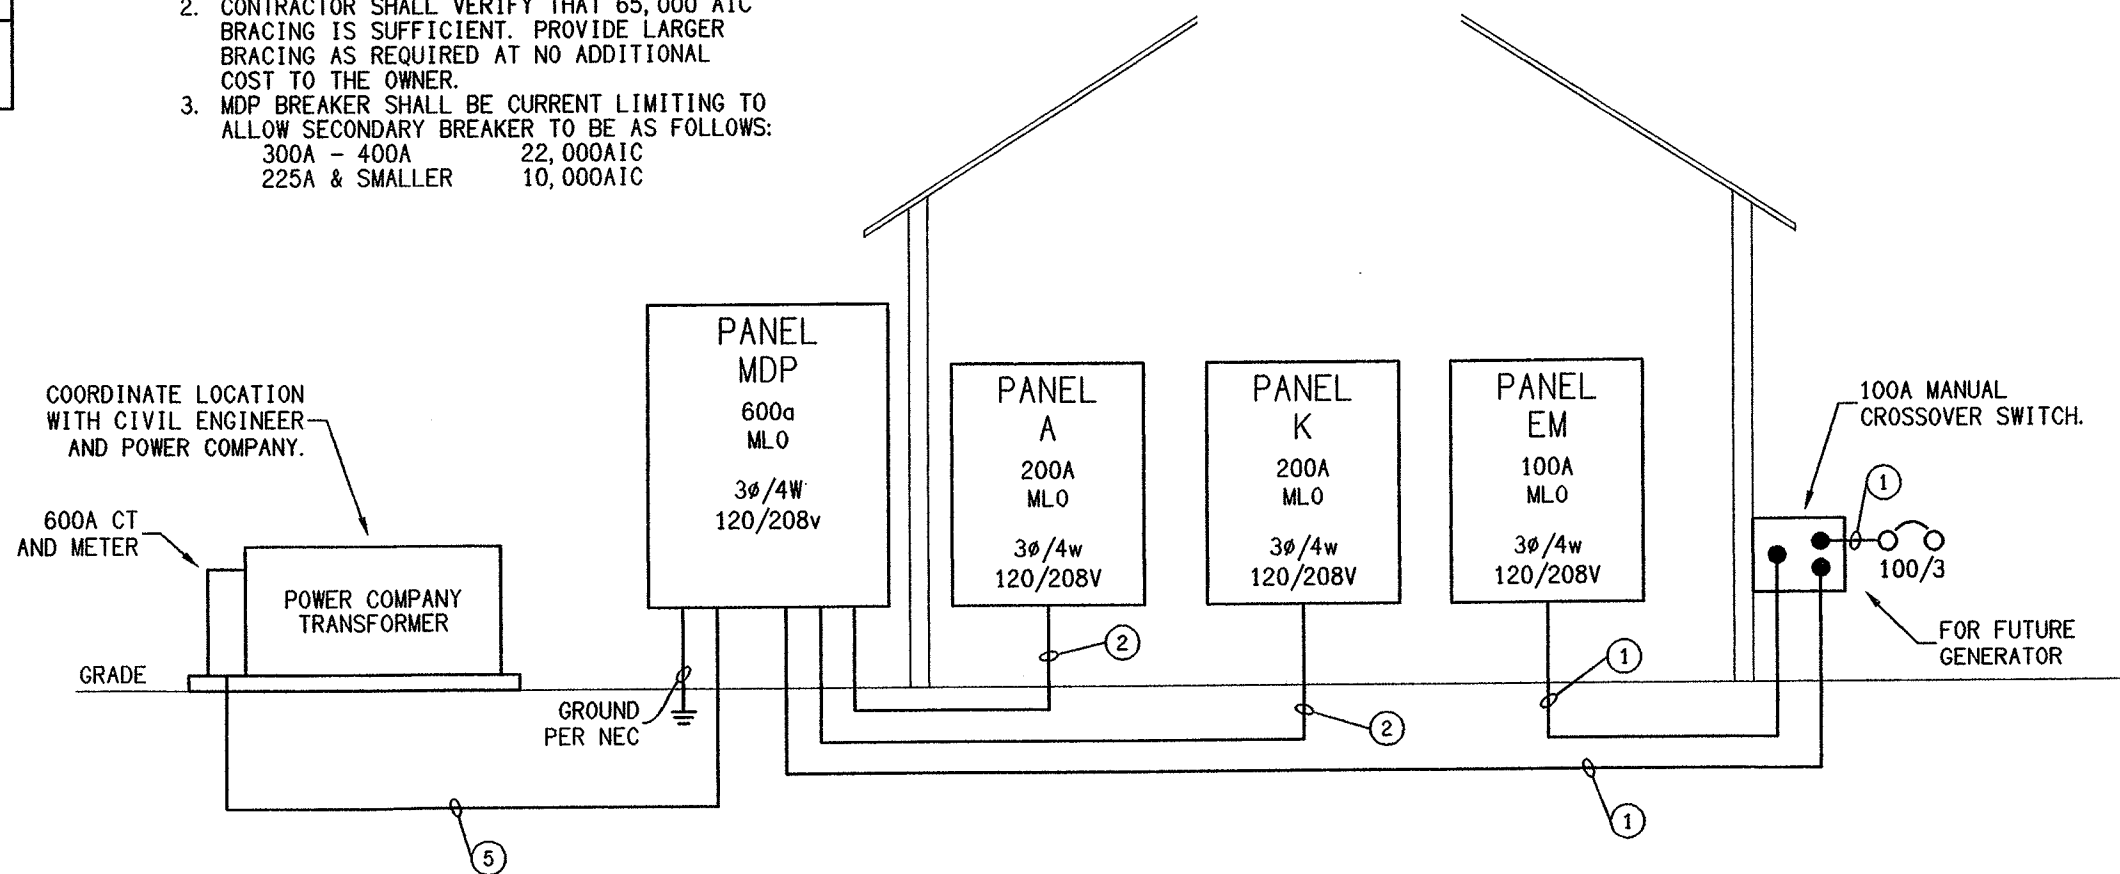 2. CONTRACTOR SHALL VERIFY THAT 65,000 AIC
BRACING IS SUFFICIENT. PROVIDE LARGER
BRACING AS REQUIRED AT NO ADDITIONAL
COST TO THE OWNER.
3. MDP BREAKER SHALL BE CURRENT LIMITING TO
ALLOW SECONDARY BREAKER TO BE AS FOLLOWS:
300A - 400A 22,000AIC
225A & SMALLER 10,000AIC
COORDINATE LOCATION
WITH CIVIL ENGINEER
AND POWER COMPANY.
600A CT
AND METER
POWER COMPANY
TRANSFORMER
GRADE
PANEL
MDP
600a
MLO
3ø/4W
120/208v
GROUND
PER NEC
5
PANEL
A
200A
MLO
3ø/4w
120/208V
2
PANEL
K
200A
MLO
3ø/4w
120/208V
2
PANEL
EM
100A
MLO
3ø/4w
120/208V
1
1
100A MANUAL
CROSSOVER SWITCH.
1
100/3
FOR FUTURE
GENERATOR